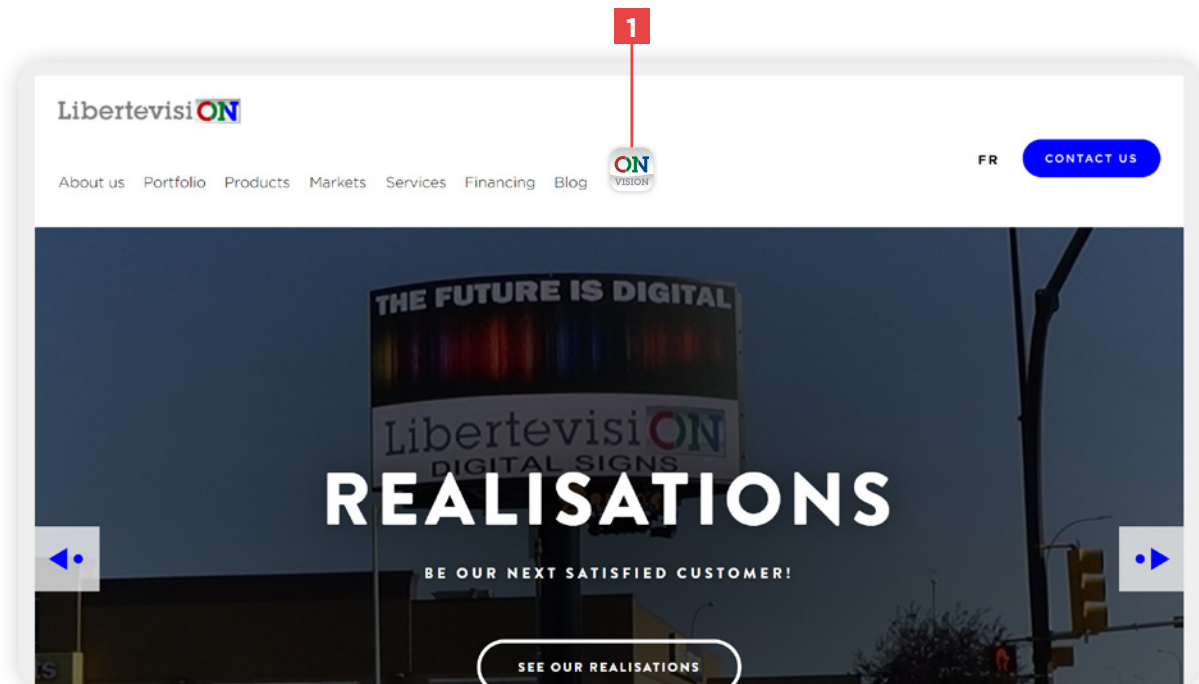 1
LibertevisiON
About us Portfolio Products Markets Services Financing Blog
ON
VISION
FR
CONTACT US
THE FUTURE IS DIGITAL
LibertevisiON
DIGITAL SIGNS
REALISATIONS
BE OUR NEXT SATISFIED CUSTOMER!
SEE OUR REALISATIONS